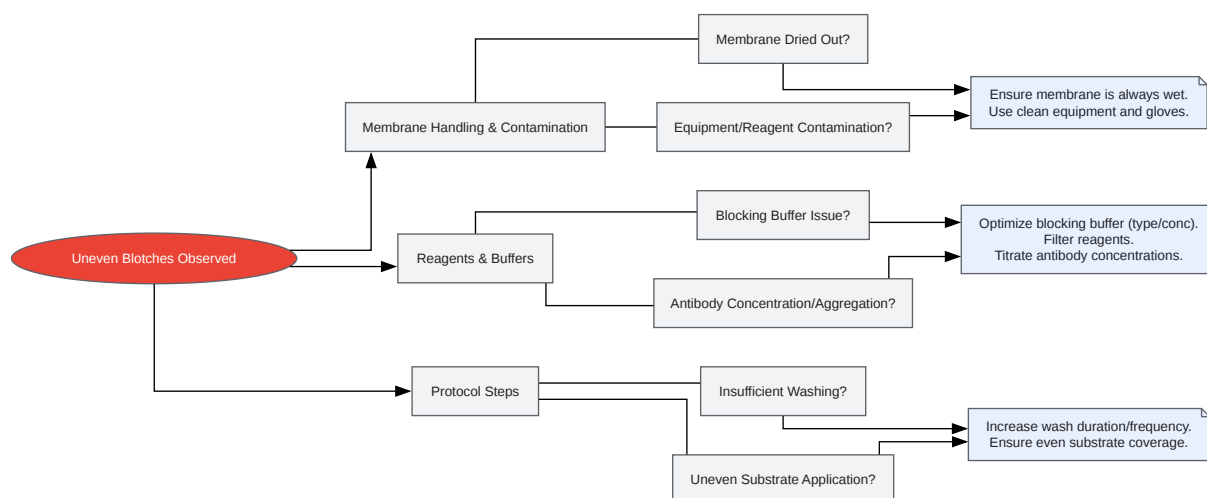 Membrane Dried Out?
Ensure membrane is always wet.
Use clean equipment and gloves.
Membrane Handling & Contamination
Equipment/Reagent Contamination?
Blocking Buffer Issue?
Optimize blocking buffer (type/conc).
Filter reagents.
Titrate antibody concentrations.
Uneven Blotches Observed
Reagents & Buffers
Antibody Concentration/Aggregation?
Protocol Steps
Insufficient Washing?
Increase wash duration/frequency.
Ensure even substrate coverage.
Uneven Substrate Application?